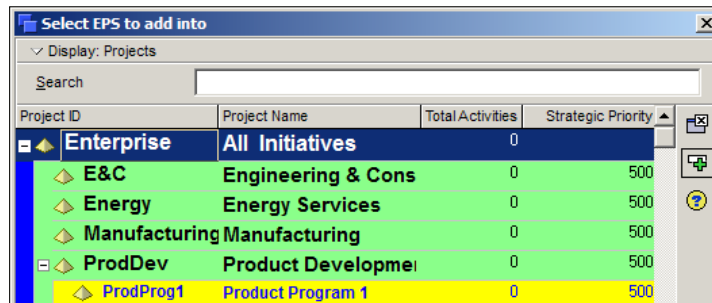 Select EPS to add into
Display: Projects
Search
Project ID Project Name Total Activities Strategic Priority
Enterprise All Initiatives 0
E&C Engineering & Cons 0 500
Energy Energy Services 0 500
Manufacturing Manufacturing 0 500
ProdDev Product Developme 0 500
ProdProg1 Product Program 1 0 500